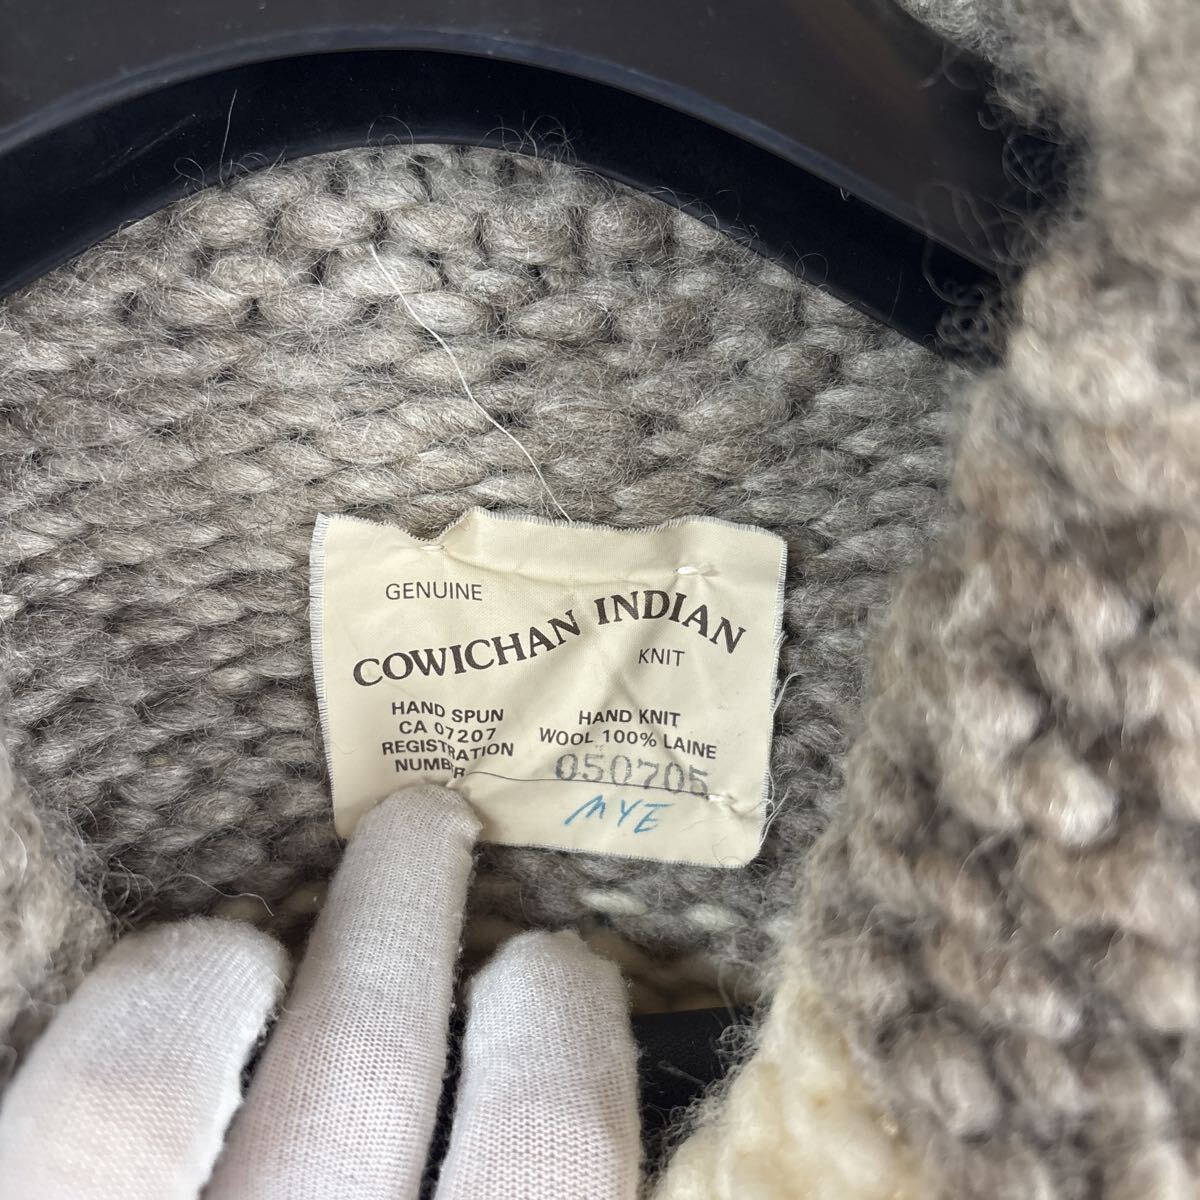 GENUINE
COWICHAN INDIAN
KNIT
HAND SPUN
CA 07207
REGISTRATION
NUMBER
HAND KNIT
WOOL 100% LAINE
050705
MYE